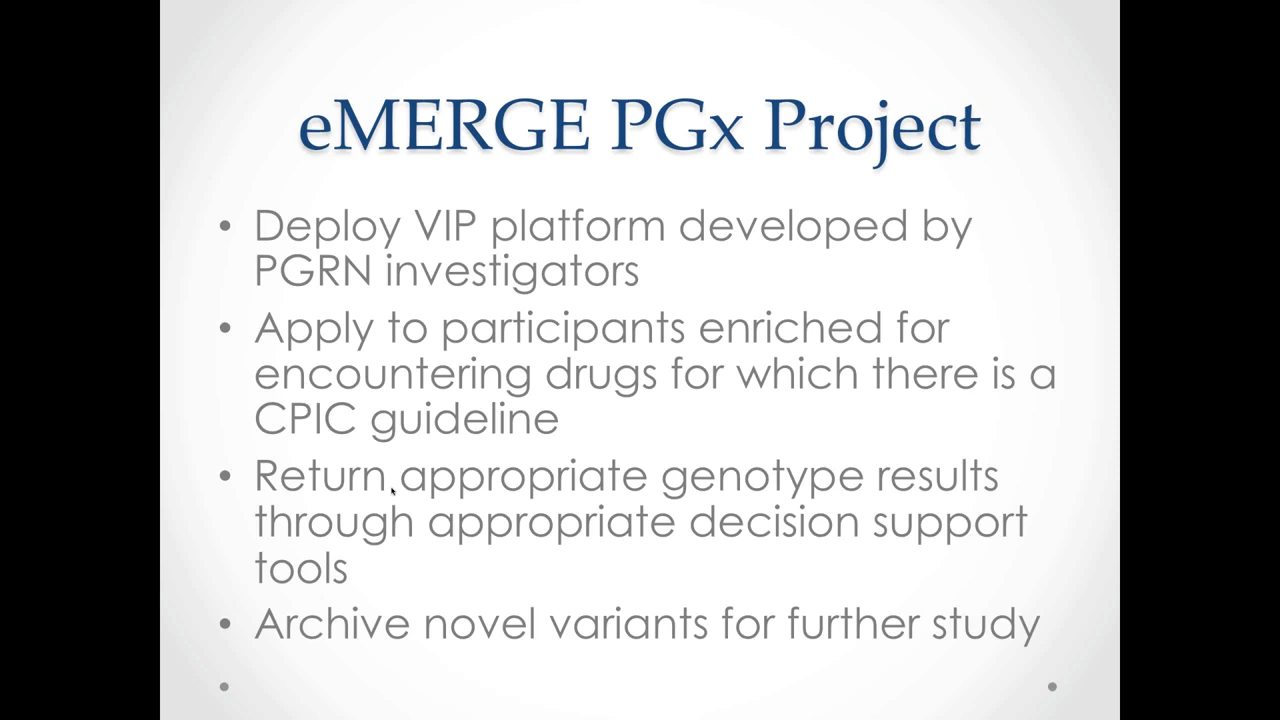 eMERGE PGx Project
• Deploy VIP platform developed by
PGRN investigators
• Apply to participants enriched for
encountering drugs for which there is a
CPIC guideline
• Return appropriate genotype results
through appropriate decision support
tools
• Archive novel variants for further study